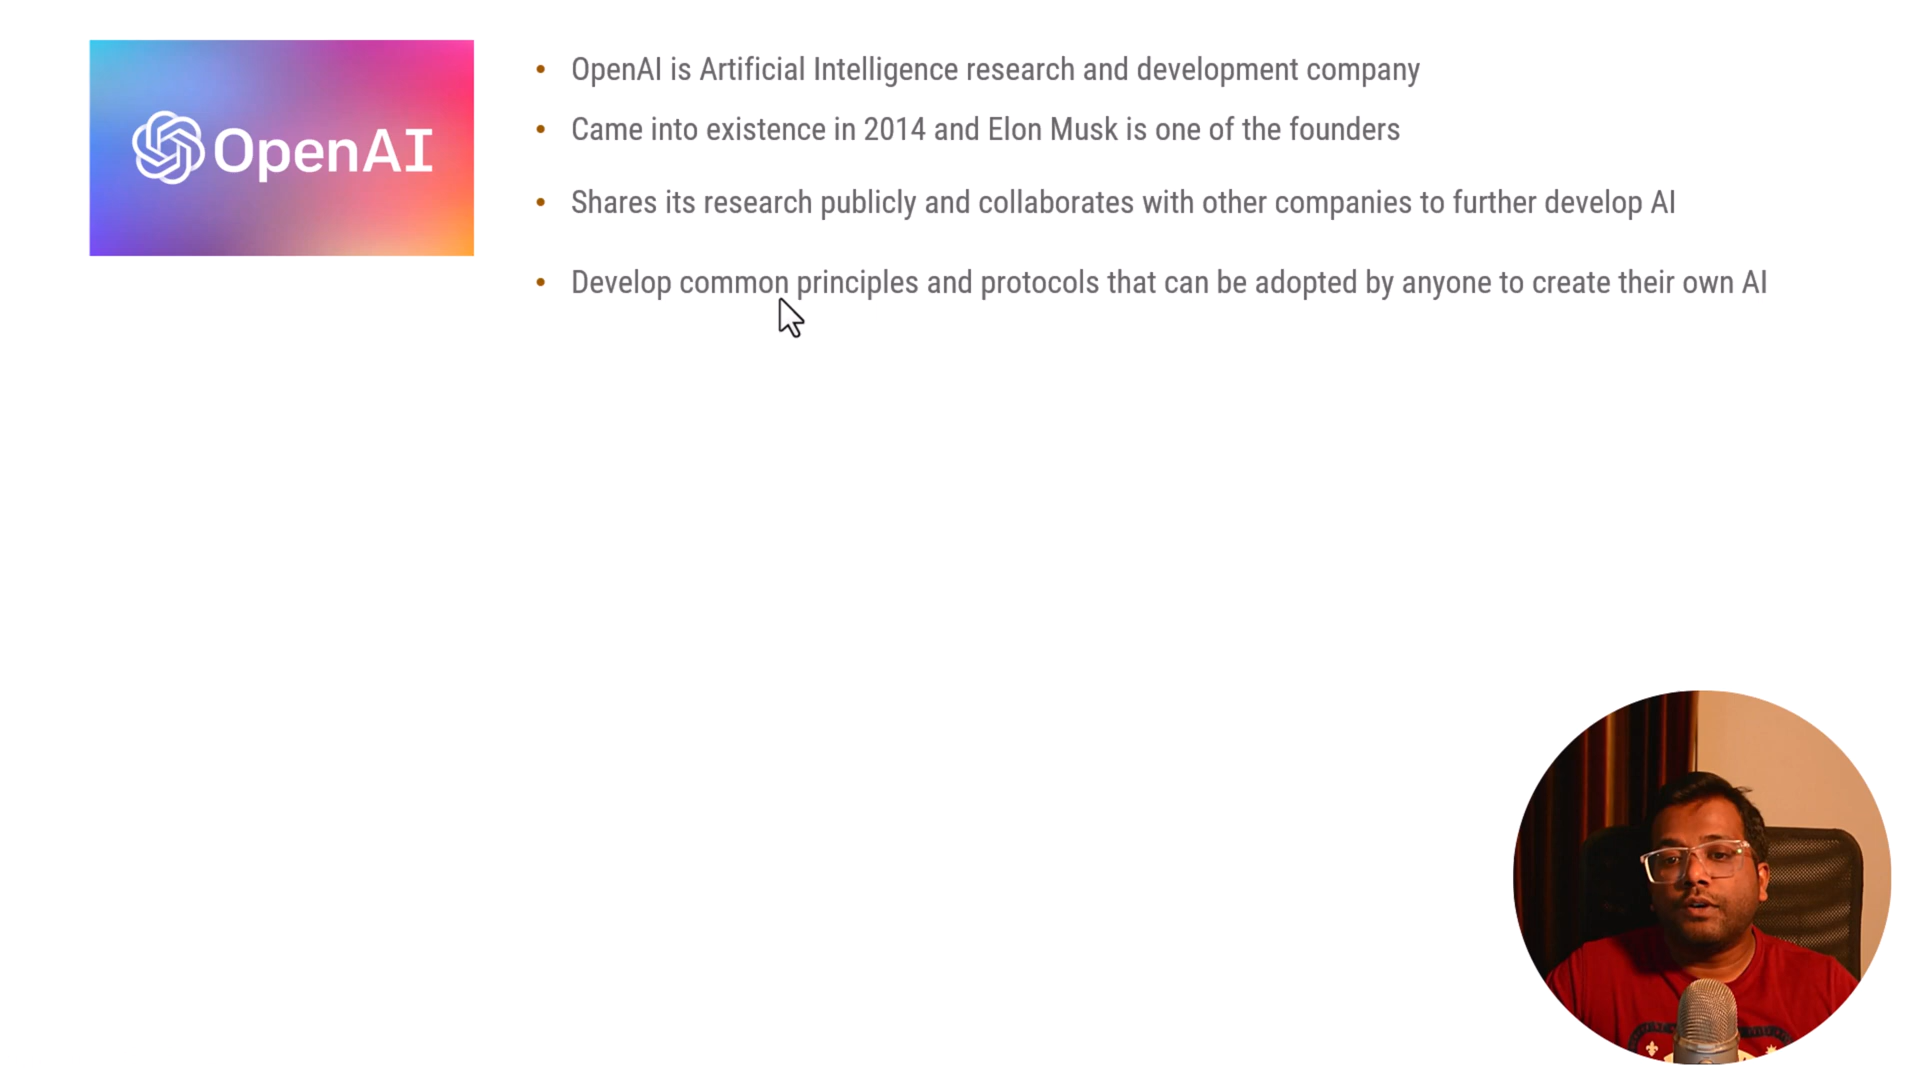 OpenAI
• OpenAI is Artificial Intelligence research and development company
• Came into existence in 2014 and Elon Musk is one of the founders
• Shares its research publicly and collaborates with other companies to further develop AI
• Develop common principles and protocols that can be adopted by anyone to create their own AI